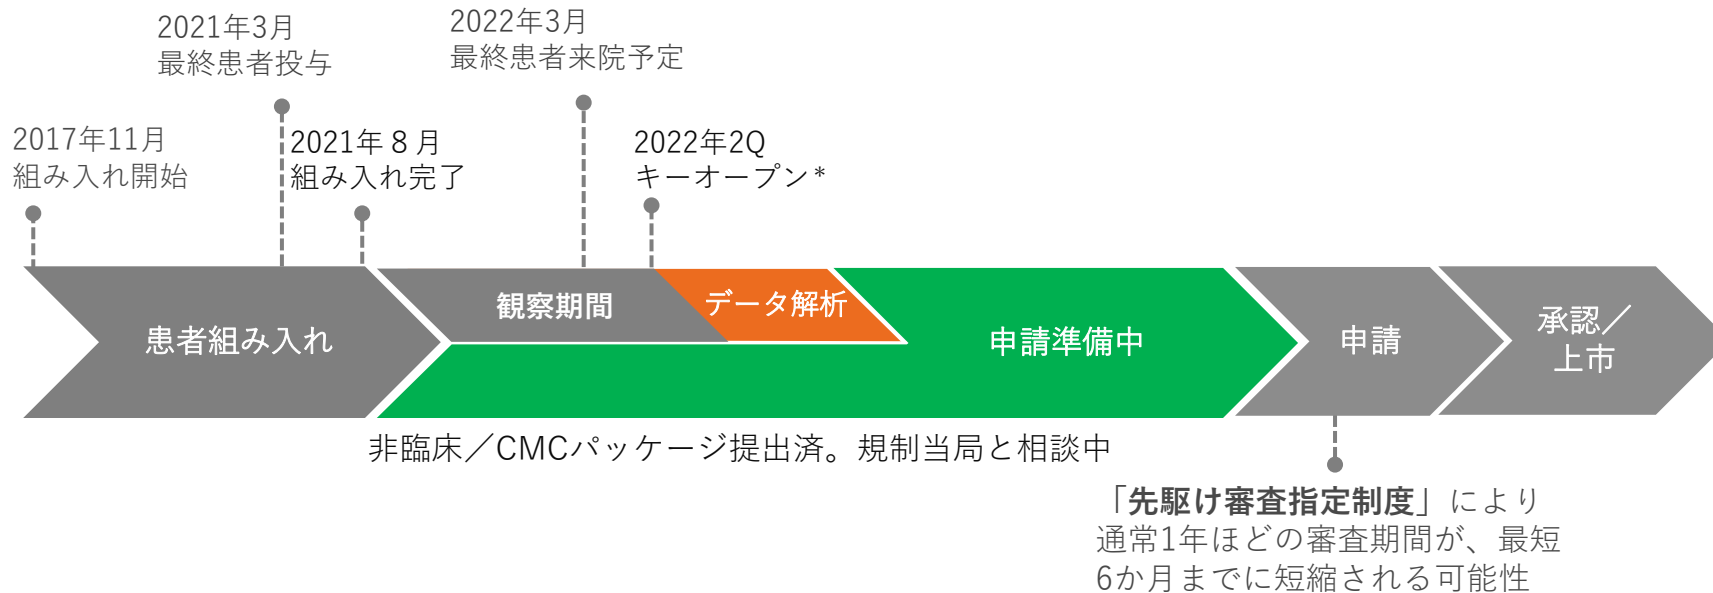 2017年11月
組み入れ開始
2021年3月
最終患者投与
2021年８月
組み入れ完了
2022年3月
最終患者来院予定
2022年2Q
キーオープン*
患者組み入れ
観察期間
データ解析
申請準備中
申請
承認／
上市
非臨床／CMCパッケージ提出済。規制当局と相談中
「先駆け審査指定制度」により
通常1年ほどの審査期間が、最短
6か月までに短縮される可能性